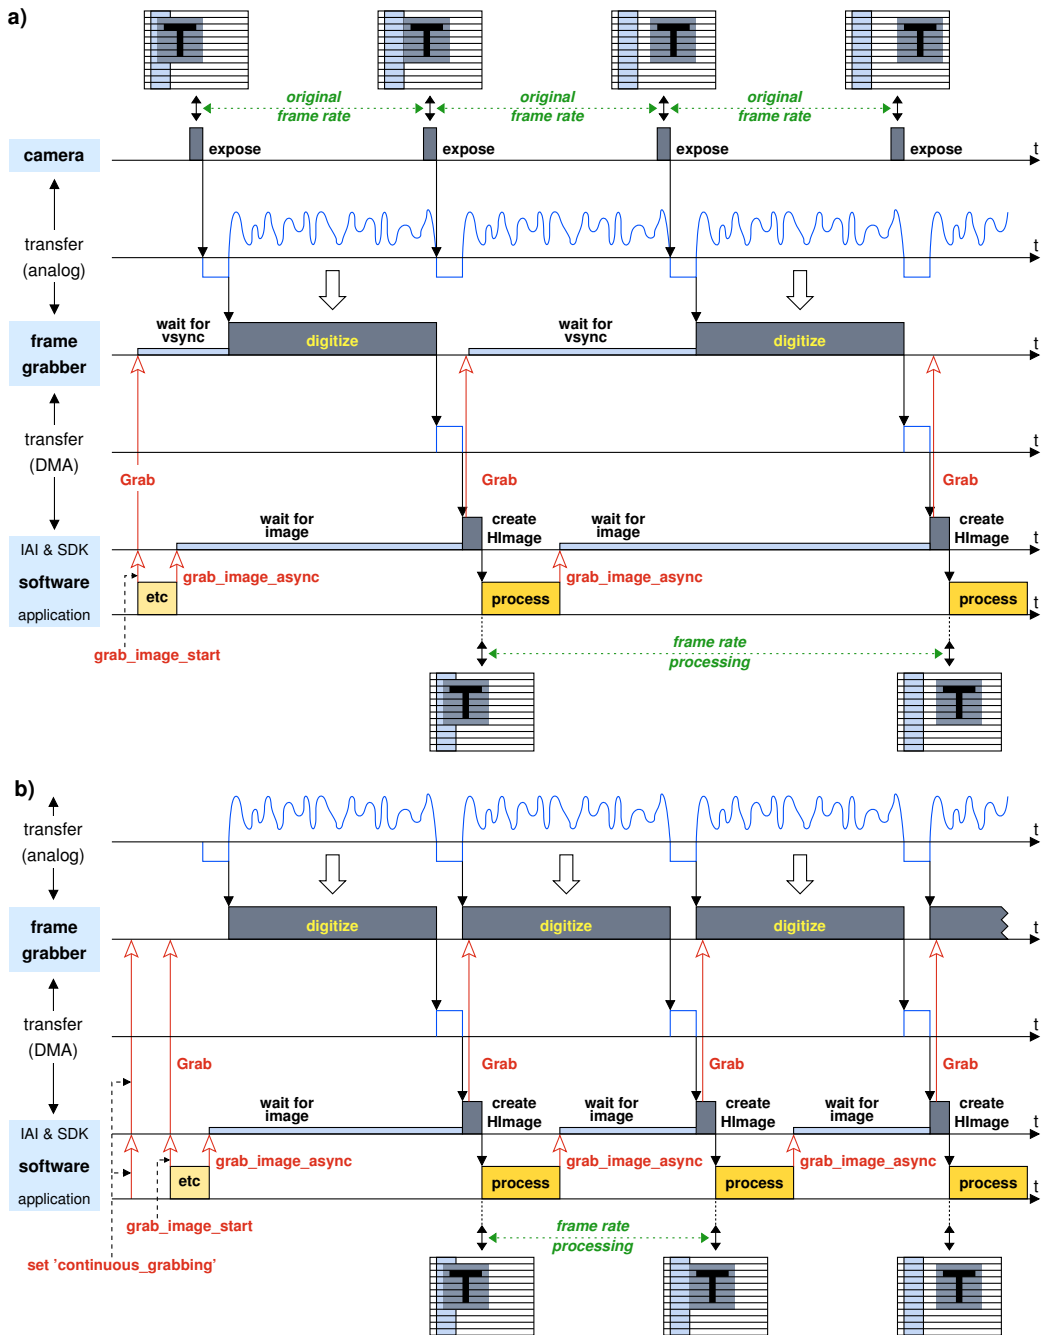 a)
T T T T
original original original
frame rate frame rate frame rate
camera expose expose expose expose t
transfer
(analog) t
wait for wait for
vsync vsync
frame
grabber digitize digitize t
transfer
(DMA) t
Grab Grab Grab
wait for create wait for create
image HImage image HImage
IAI & SDK t
grab_image_async grab_image_async
software
etc process process
application t
grab_image_start
frame rate
processing
T T
b)
transfer
(analog) t
frame
grabber digitize digitize digitize t
transfer
(DMA) t
Grab Grab Grab Grab
wait for create wait for create wait for create
image HImage image HImage image HImage
IAI & SDK t
grab_image_async grab_image_async grab_image_async
software
etc process process process
application t
grab_image_start
frame rate
processing
set 'continuous_grabbing'
T T T